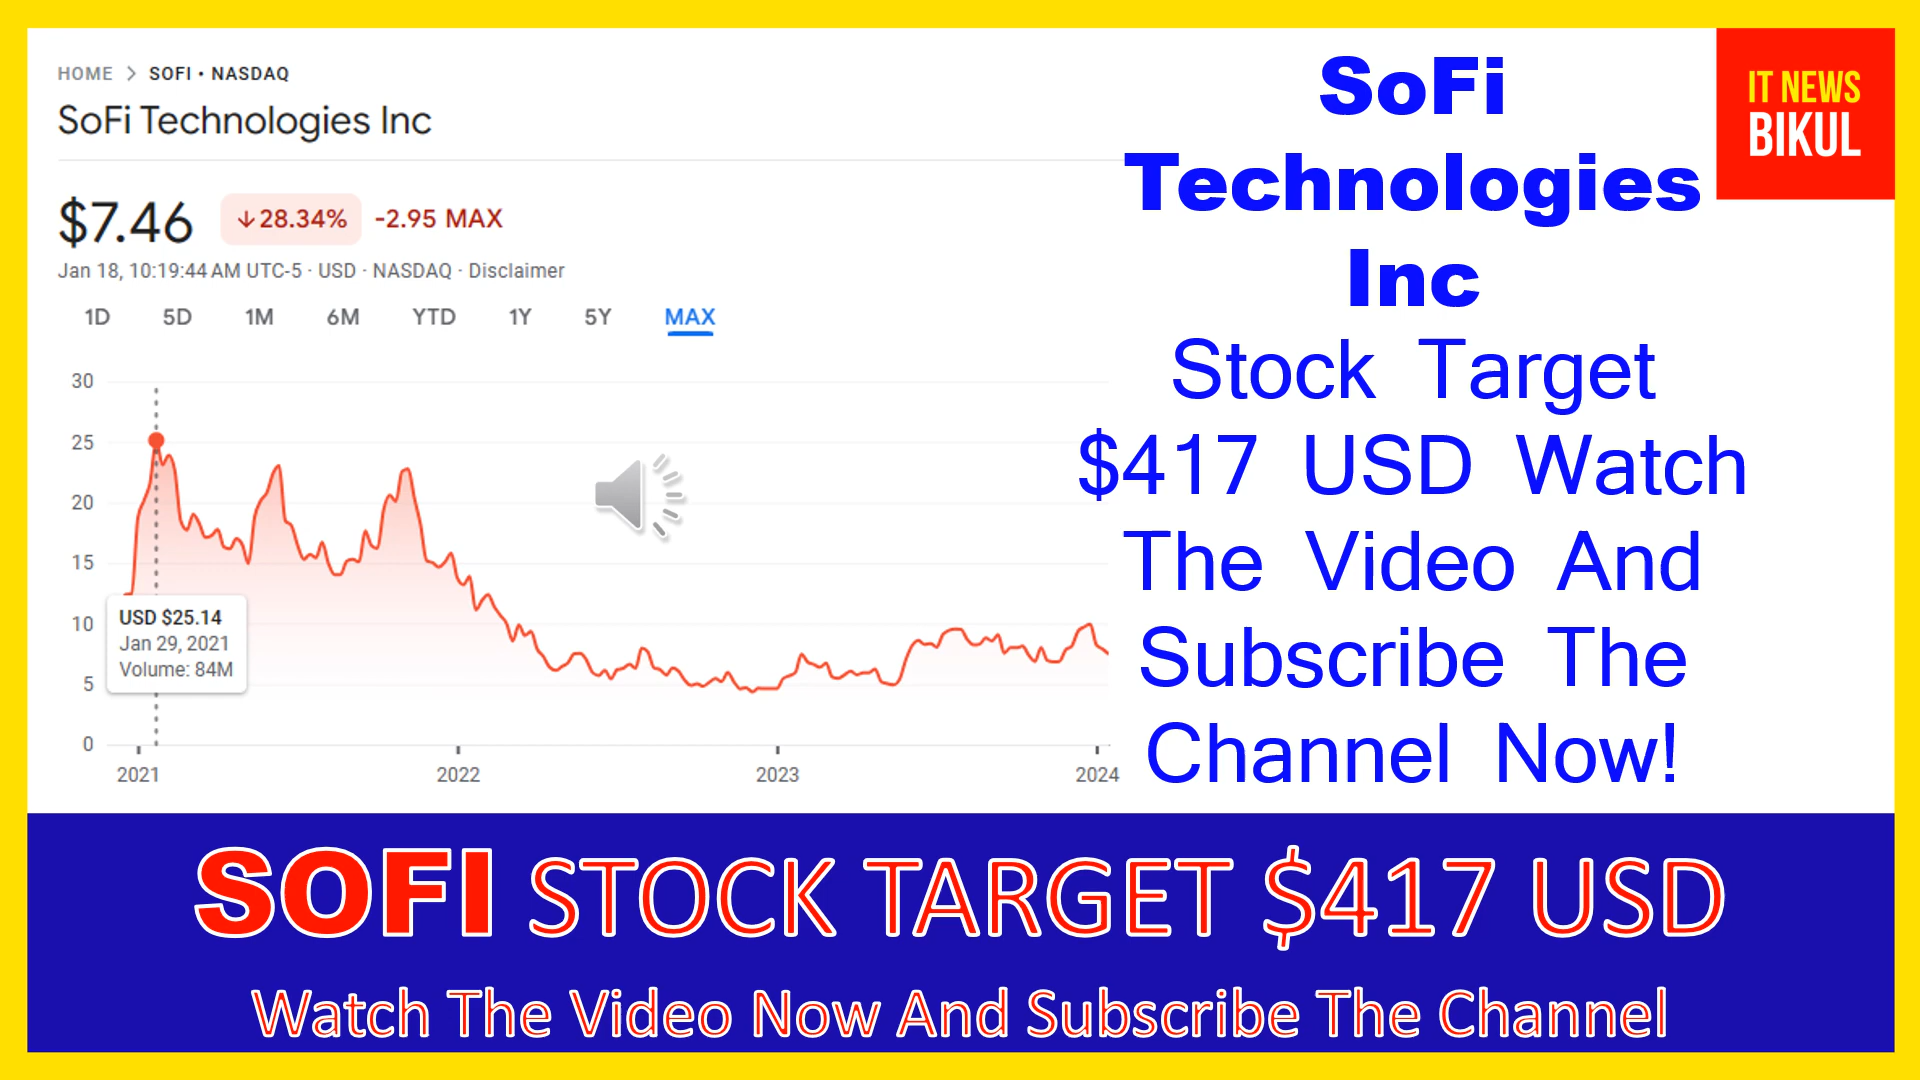 HOME > SOFI • NASDAQ
SoFi Technologies Inc
$7.46 ↓28.34% -2.95 MAX
Jan 18, 10:19:44 AM UTC-5 · USD · NASDAQ · Disclaimer
1D 5D 1M 6M YTD 1Y 5Y MAX
30
25
20
15
10
5
0
USD $25.14
Jan 29, 2021
Volume: 84M
2021 2022 2023 2024
SoFi
Technologies
Inc
Stock Target
$417 USD Watch
The Video And
Subscribe The
Channel Now!
IT NEWS
BIKUL
SOFI STOCK TARGET $417 USD
Watch The Video Now And Subscribe The Channel